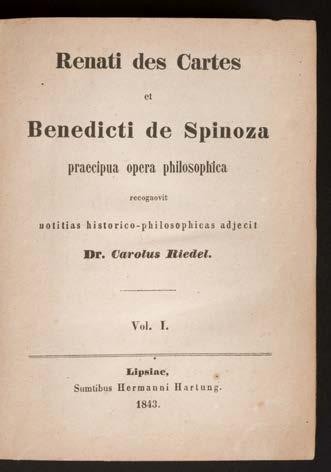 Renati des Cartes
et
Benedicti de Spinoza
praecipua opera philosophica
recognovit
notitias historico-philosophicas adjecit
Dr. Carolus Riedel.
Vol. I.
Lipsiae,
Sumtibus Hermanni Hartung.
1843.